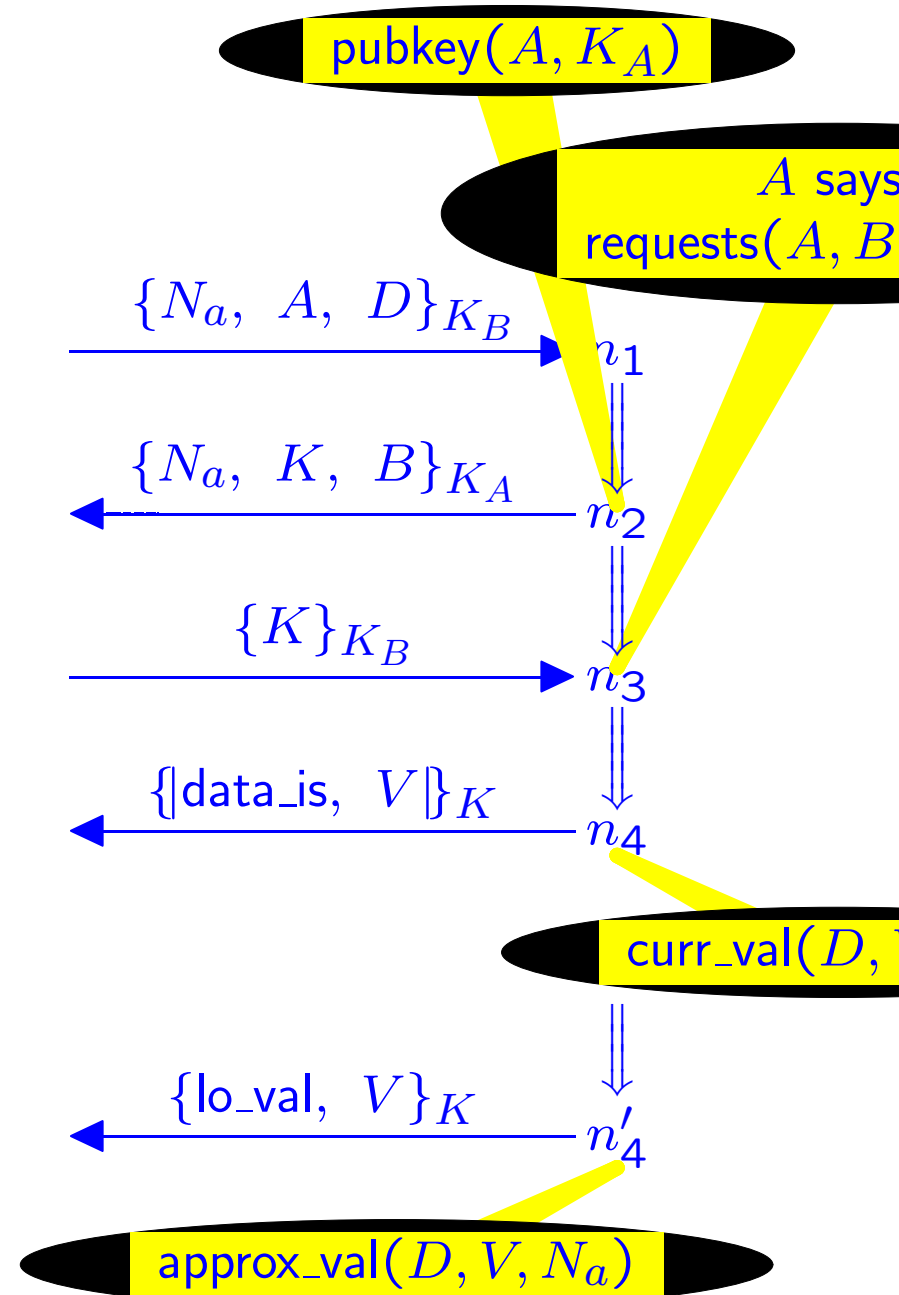 pubkey(A, K_A)
A says
requests(A, B
{N_a, A, D}_{K_B}
n_1
{N_a, K, B}_{K_A}
n_2
{K}_{K_B}
n_3
{|data_is, V|}_K
n_4
curr_val(D,
{lo_val, V}_K
n'_4
approx_val(D, V, N_a)